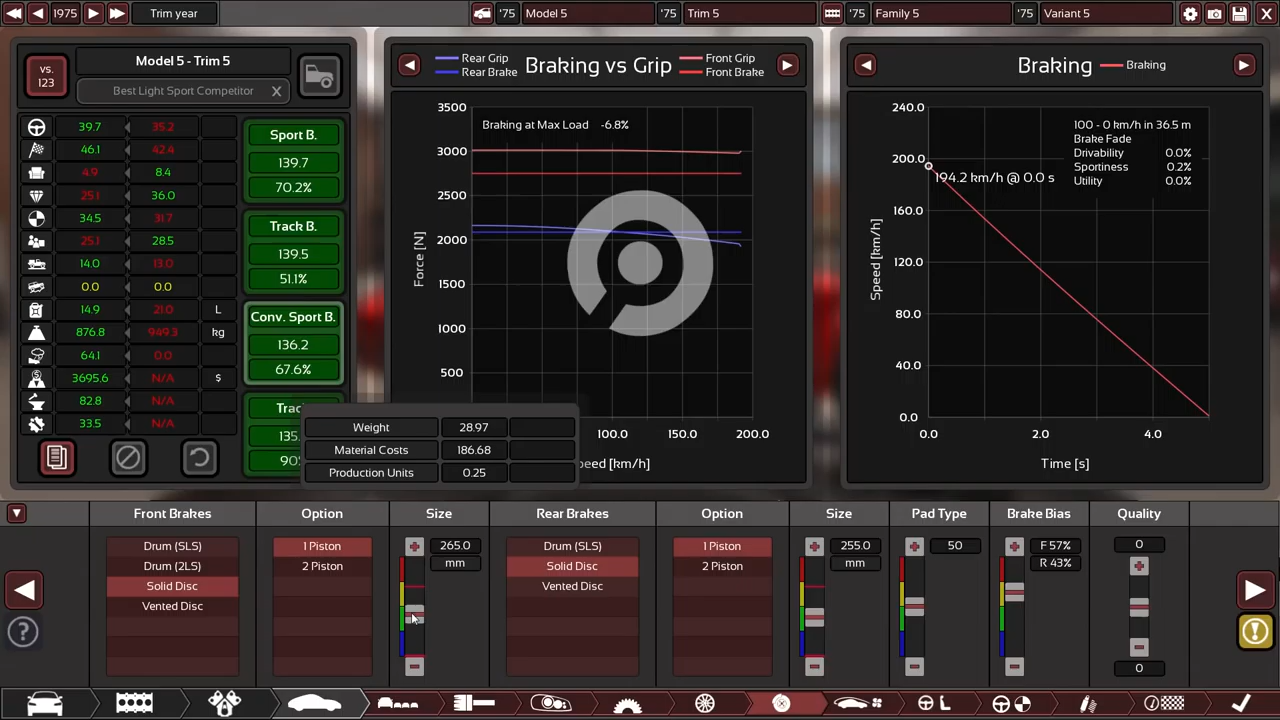 1975 Trim year '75 Model 5 '75 Trim 5 '75 Family 5 '75 Variant 5
vs.
123
Model 5 - Trim 5
Best Light Sport Competitor X
39.7 35.2
46.1 42.4
4.9 8.4
25.1 36.0
34.5 31.7
25.1 28.5
14.0 13.0
0.0 0.0
14.9 21.0 L
876.8 949.3 kg
64.1 0.0
3695.6 N/A $
82.8 N/A
33.5 N/A
Sport B.
139.7
70.2%
Track B.
139.5
51.1%
Conv. Sport B.
136.2
67.6%
Rear Grip
Rear Brake
Braking vs Grip
Front Grip
Front Brake
Braking at Max Load -6.8%
Force [N]
3500
3000
2500
2000
1500
1000
500
100.0 150.0 200.0
peed [km/h]
Weight 28.97
Material Costs 186.68
Production Units 0.25
Braking
Braking
100 - 0 km/h in 36.5 m
Brake Fade
Drivability 0.0%
Sportiness 0.2%
Utility 0.0%
194.2 km/h @ 0.0 s
Speed [km/h]
240.0
200.0
160.0
120.0
80.0
40.0
0.0
0.0 2.0 4.0
Time [s]
Front Brakes
Drum (SLS)
Drum (2LS)
Solid Disc
Vented Disc
Option
1 Piston
2 Piston
Size
265.0
mm
Rear Brakes
Drum (SLS)
Solid Disc
Vented Disc
Option
1 Piston
2 Piston
Size
255.0
mm
Pad Type
50
Brake Bias
F 57%
R 43%
Quality
0
0
?